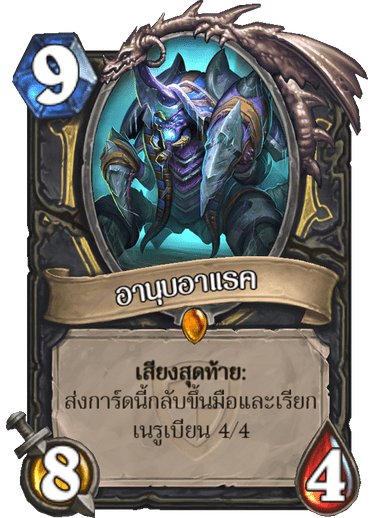 9
อานุบอาแรค
เสียงสุดท้าย:
ส่งการ์ดนี้กลับขึ้นมือและเรียก
เนรูเบียน 4/4
8
4